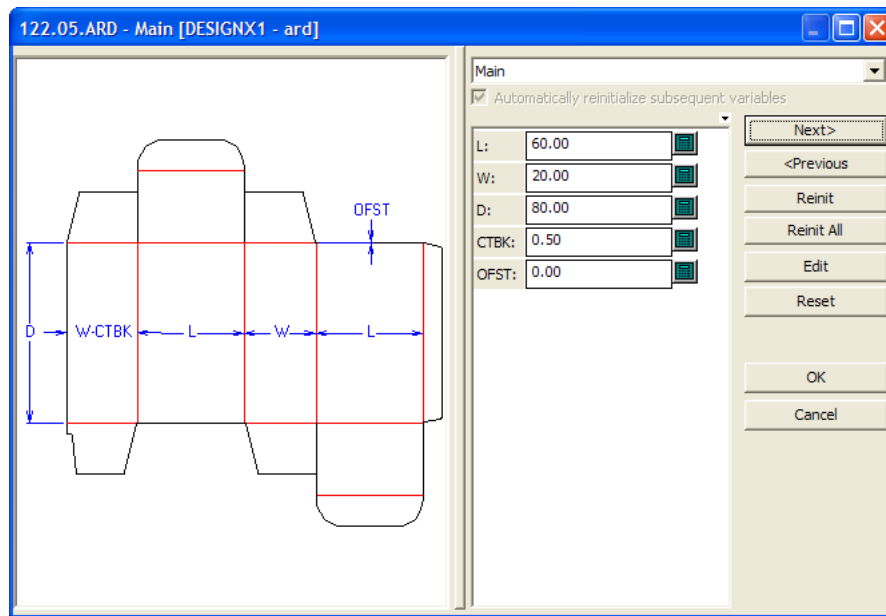 122.05.ARD - Main [DESIGNX1 - ard]
Main
Automatically reinitialize subsequent variables
L: 60.00
W: 20.00
D: 80.00
CTBK: 0.50
OFST: 0.00
Next>
<Previous
Reinit
Reinit All
Edit
Reset
OK
Cancel
OFST
D W-CTBK L W L